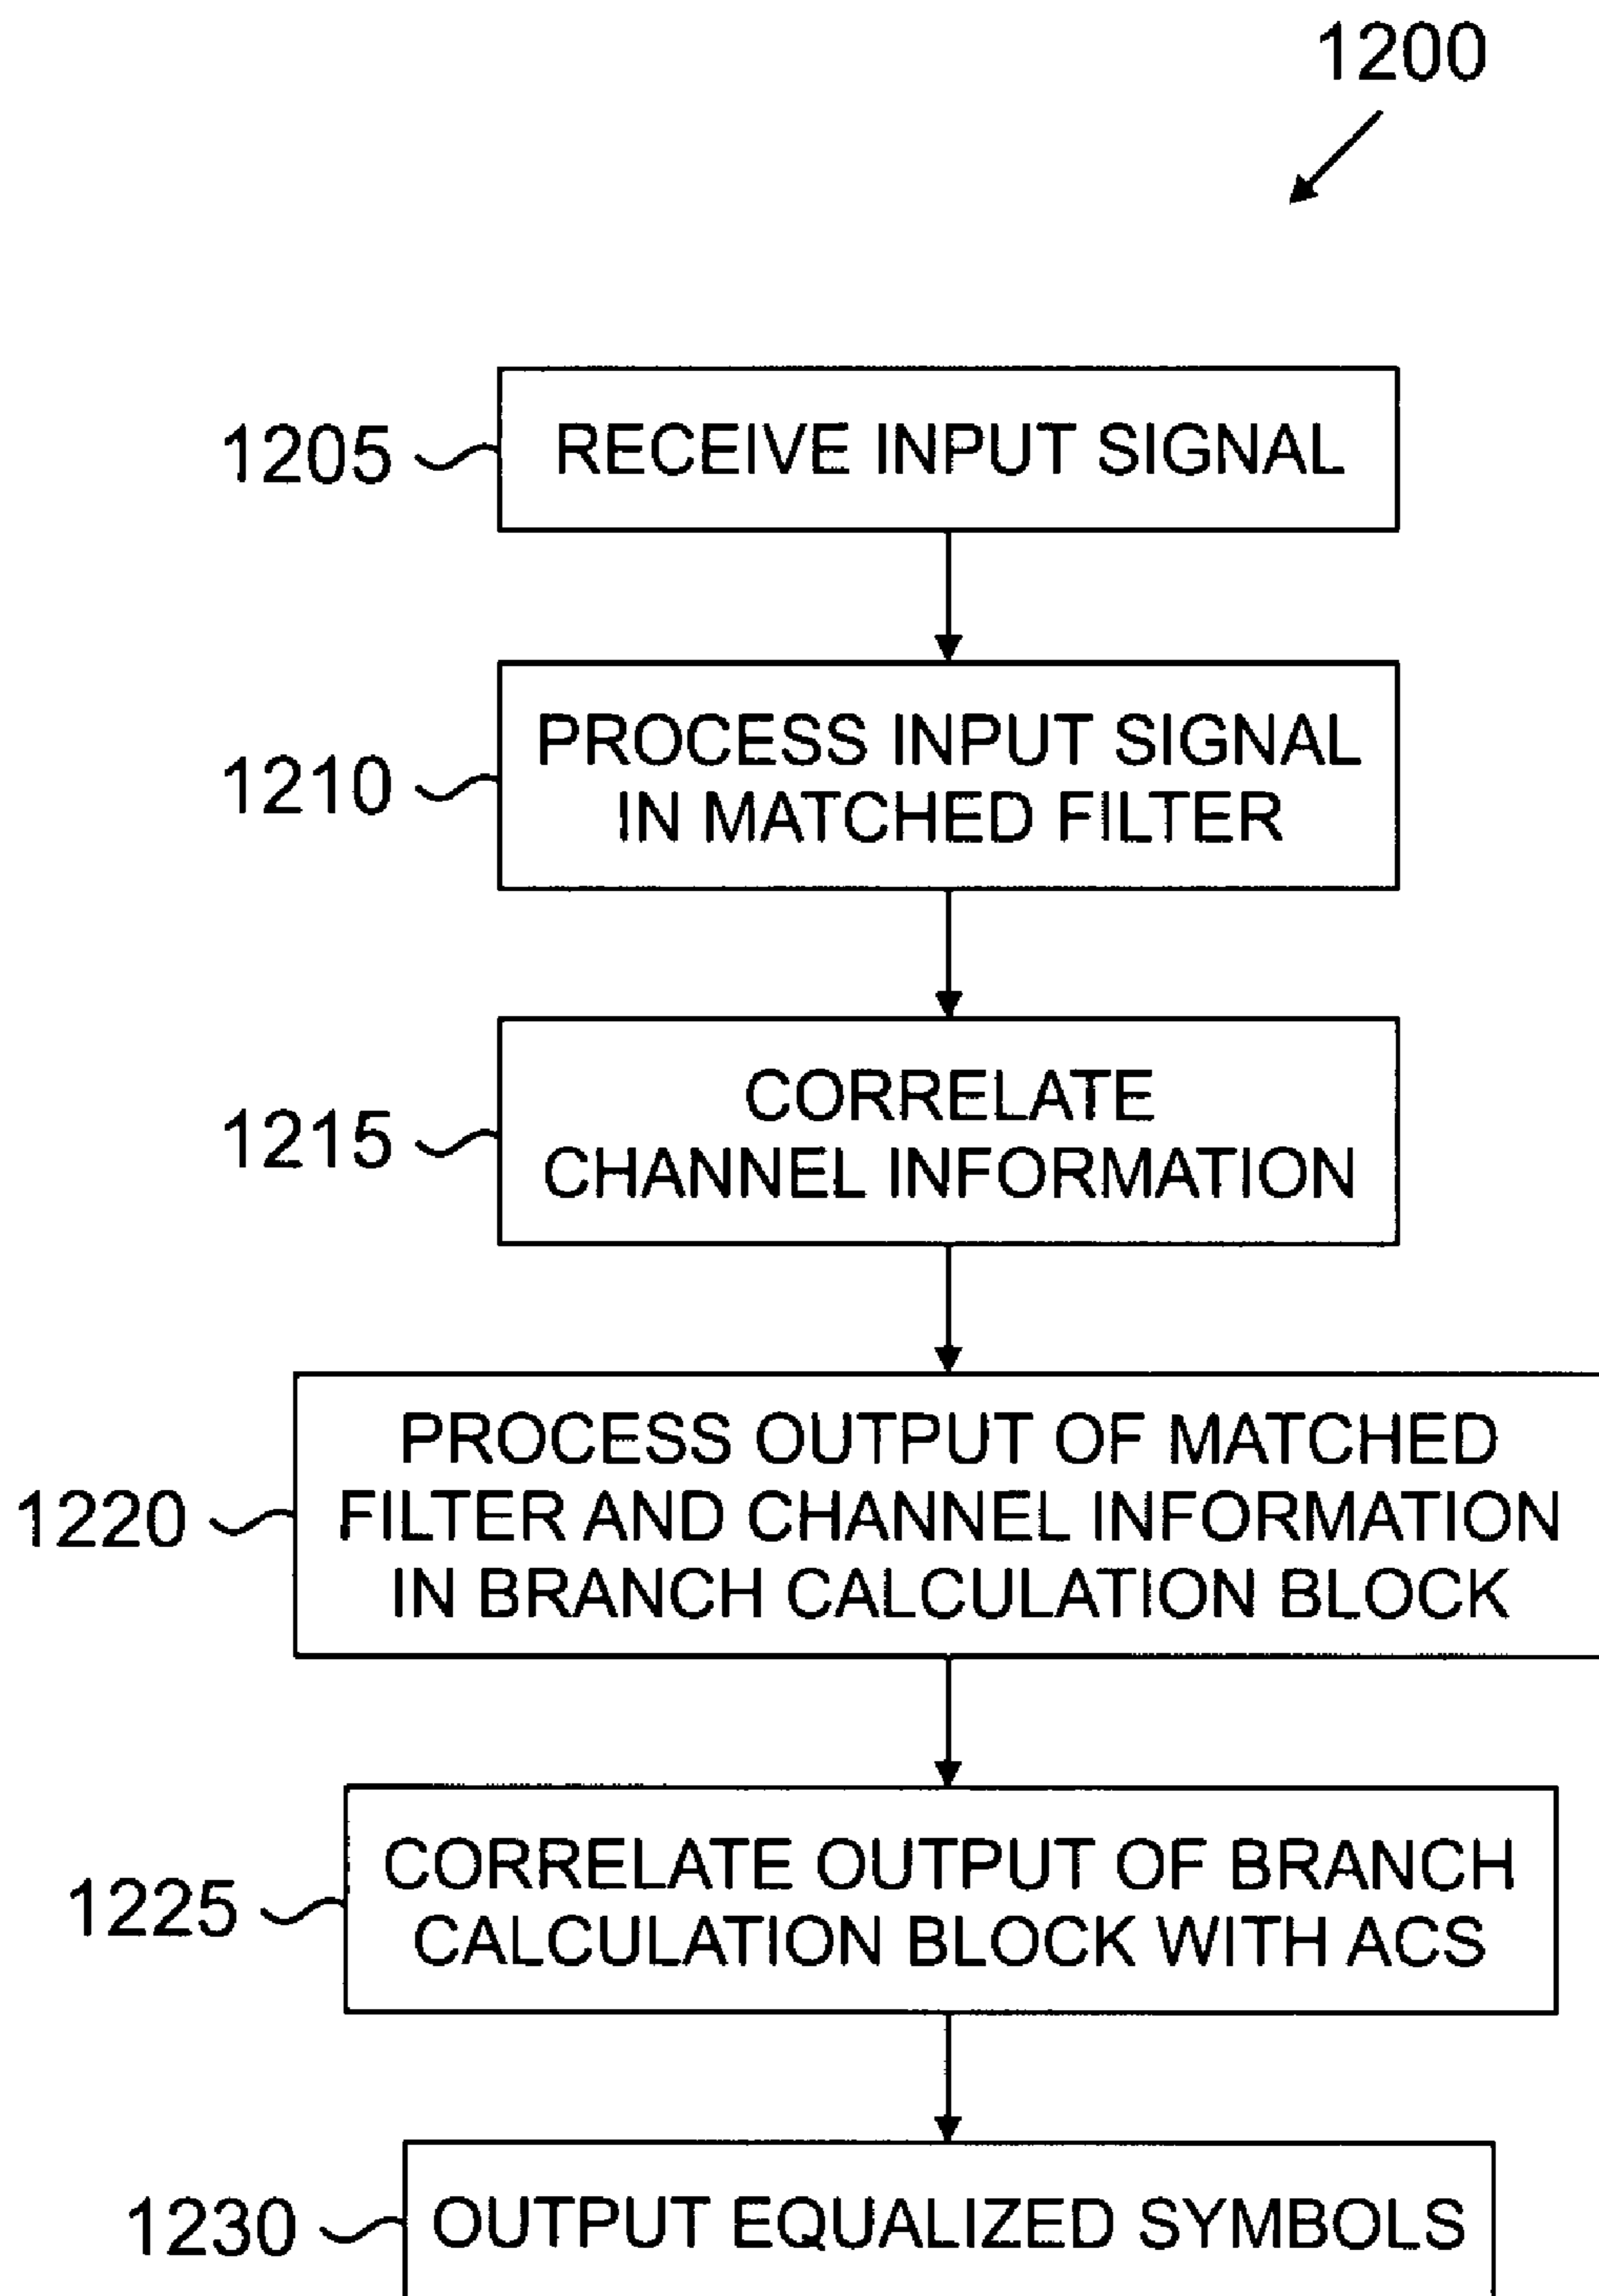 1200
1205
RECEIVE INPUT SIGNAL
1210
PROCESS INPUT SIGNAL
IN MATCHED FILTER
1215
CORRELATE
CHANNEL INFORMATION
1220
PROCESS OUTPUT OF MATCHED
FILTER AND CHANNEL INFORMATION
IN BRANCH CALCULATION BLOCK
1225
CORRELATE OUTPUT OF BRANCH
CALCULATION BLOCK WITH ACS
1230
OUTPUT EQUALIZED SYMBOLS